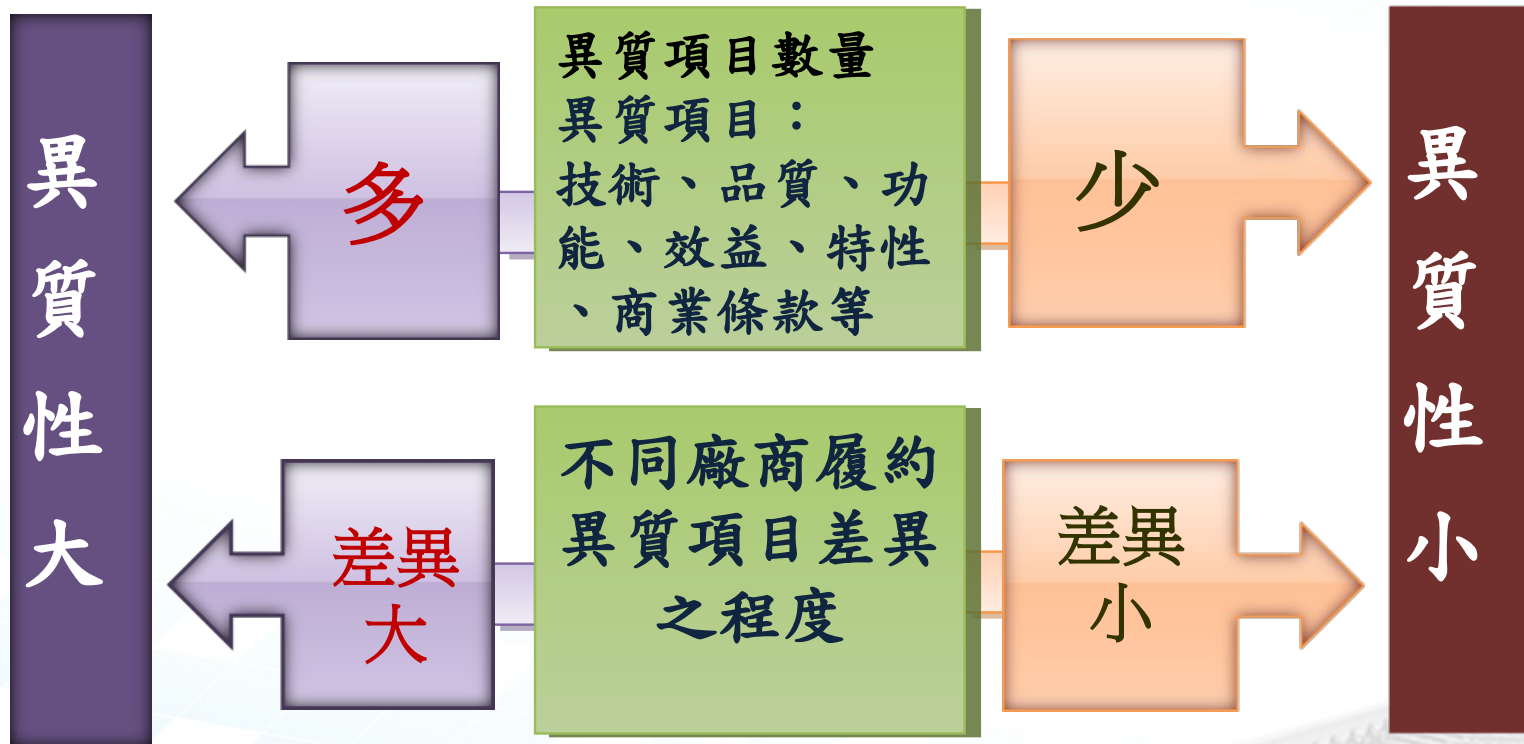 異質性大
多
異質項目數量
異質項目：
技術、品質、功
能、效益、特性
、商業條款等
少
異質性小
差異
大
不同廠商履約
異質項目差異
之程度
差異
小